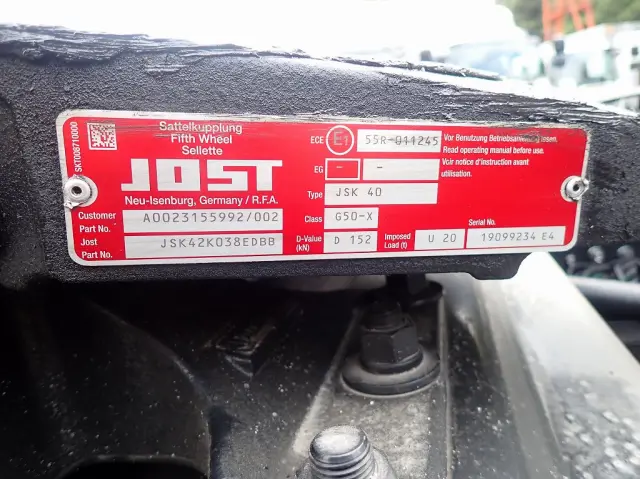 SKT008710000
Sattelkupplung
Fifth Wheel
Sellette
JOST
Neu-Isenburg, Germany / R.F.A.
Customer Part No. A0023155992/002
Jost Part No. JSK42K038EDBB
ECE E1 55R-011245
EG - -
Type JSK 40
Class G50-X
D-Value (kN) D 152 Imposed Load (t) U 20
Vor Benutzung Betriebsanleitung lesen.
Read operating manual before use.
Voir notice d'instruction avant
utilisation.
Serial No.
19099234 E4